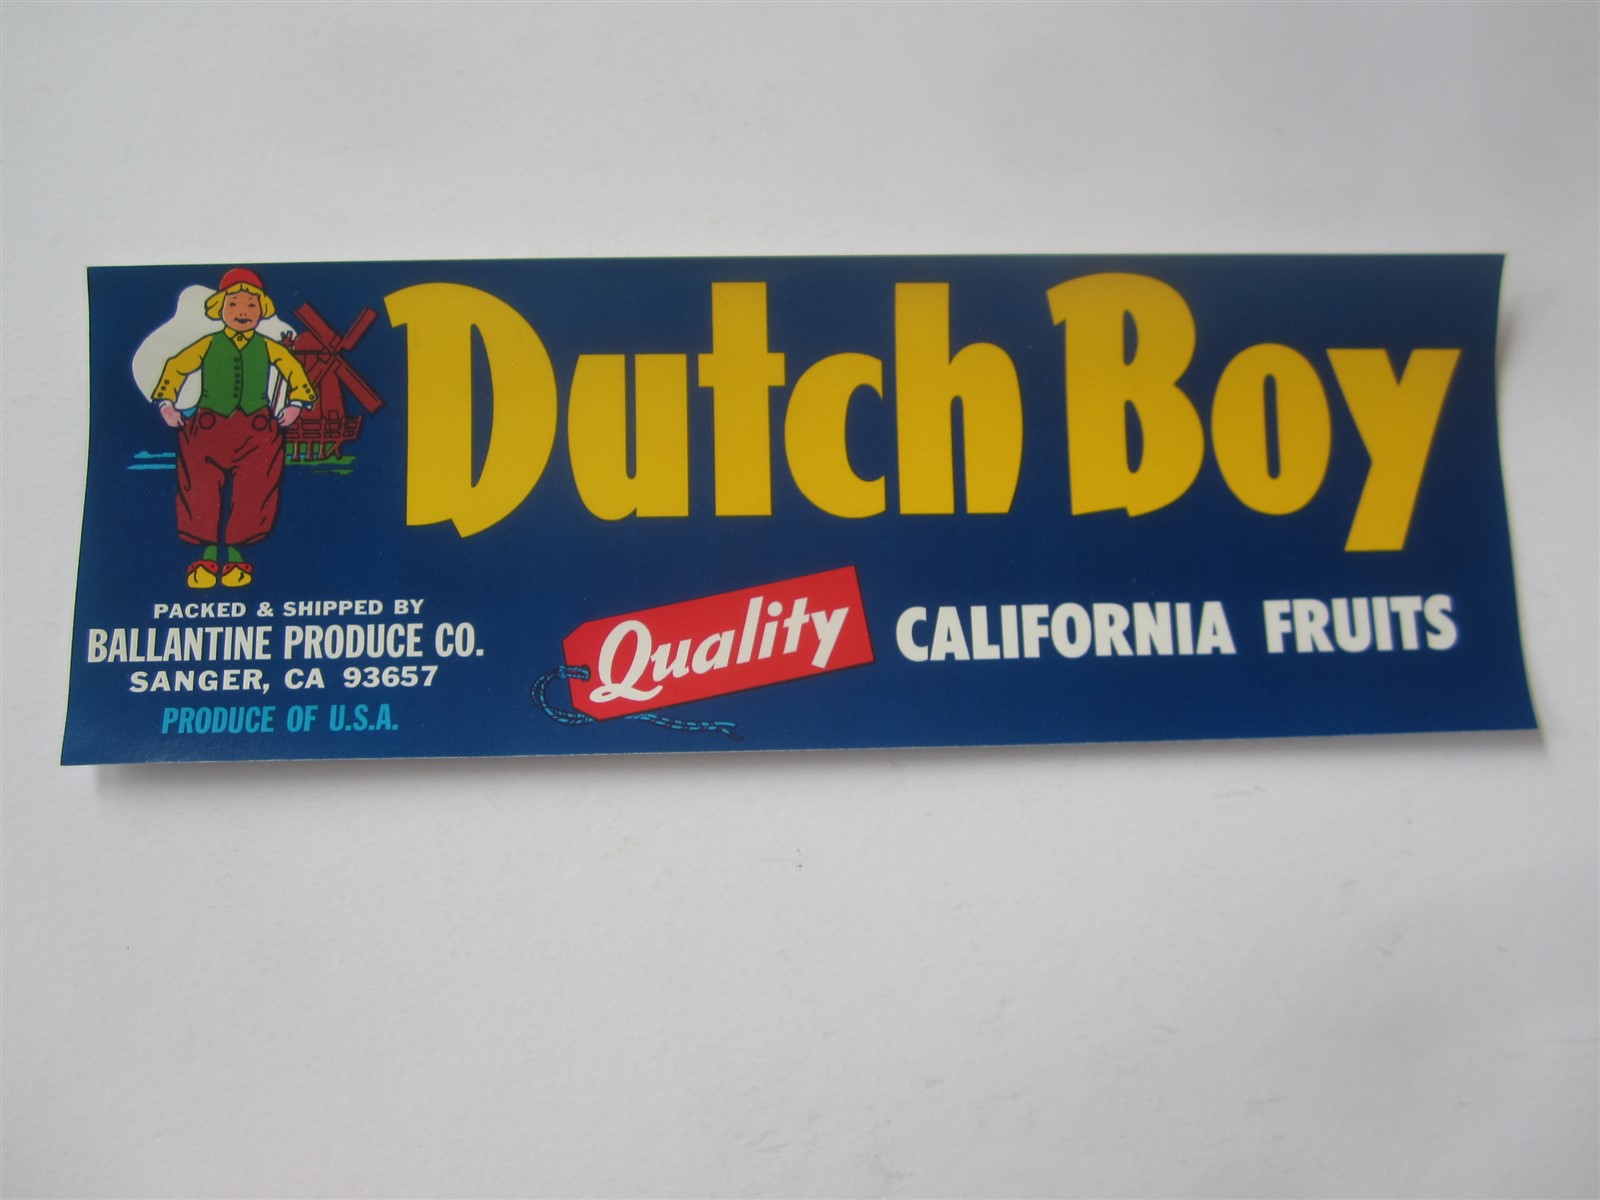 Dutch Boy
PACKED & SHIPPED BY
BALLANTINE PRODUCE CO.
SANGER, CA 93657
PRODUCE OF U.S.A.
Quality CALIFORNIA FRUITS